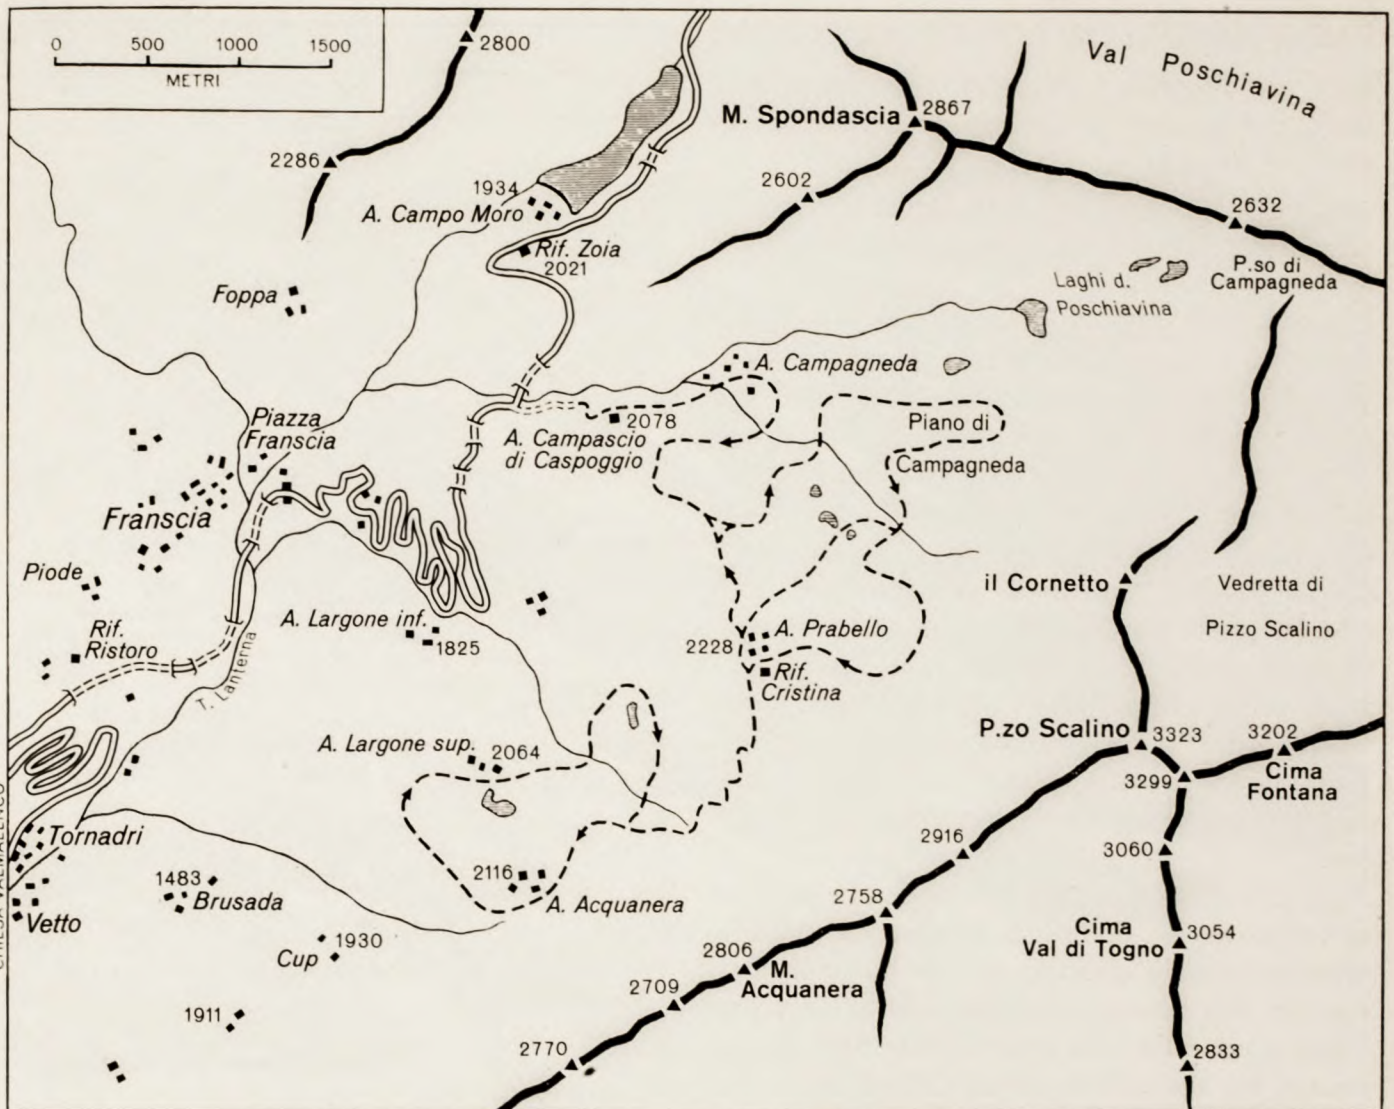 0 500 1000 1500
METRI
2800
Val Poschiavina
M. Spondascia
2867
2286
2602
1934
A. Campo Moro
2632
Rif. Zoia
2021
P.so di
Campagneda
Laghi d.
Poschiavina
Foppa
A. Campagneda
Piazza
Franscia
2078
A. Campascio
di Caspoggio
Piano di
Campagneda
Franscia
Piode
il Cornetto
Vedretta di
Pizzo Scalino
A. Largone inf.
1825
Rif.
Ristoro
T. Lanterna
2228
A. Prabello
Rif.
Cristina
P.zo Scalino
3323
3202
Cima
Fontana
3299
A. Largone sup.
2064
2916
3060
Tornadri
1483
Brusada
2116
A. Acquanera
2758
Vetto
Cup
1930
Cima
Val di Togno
3054
2806
M.
Acquanera
2709
1911
2770
2833